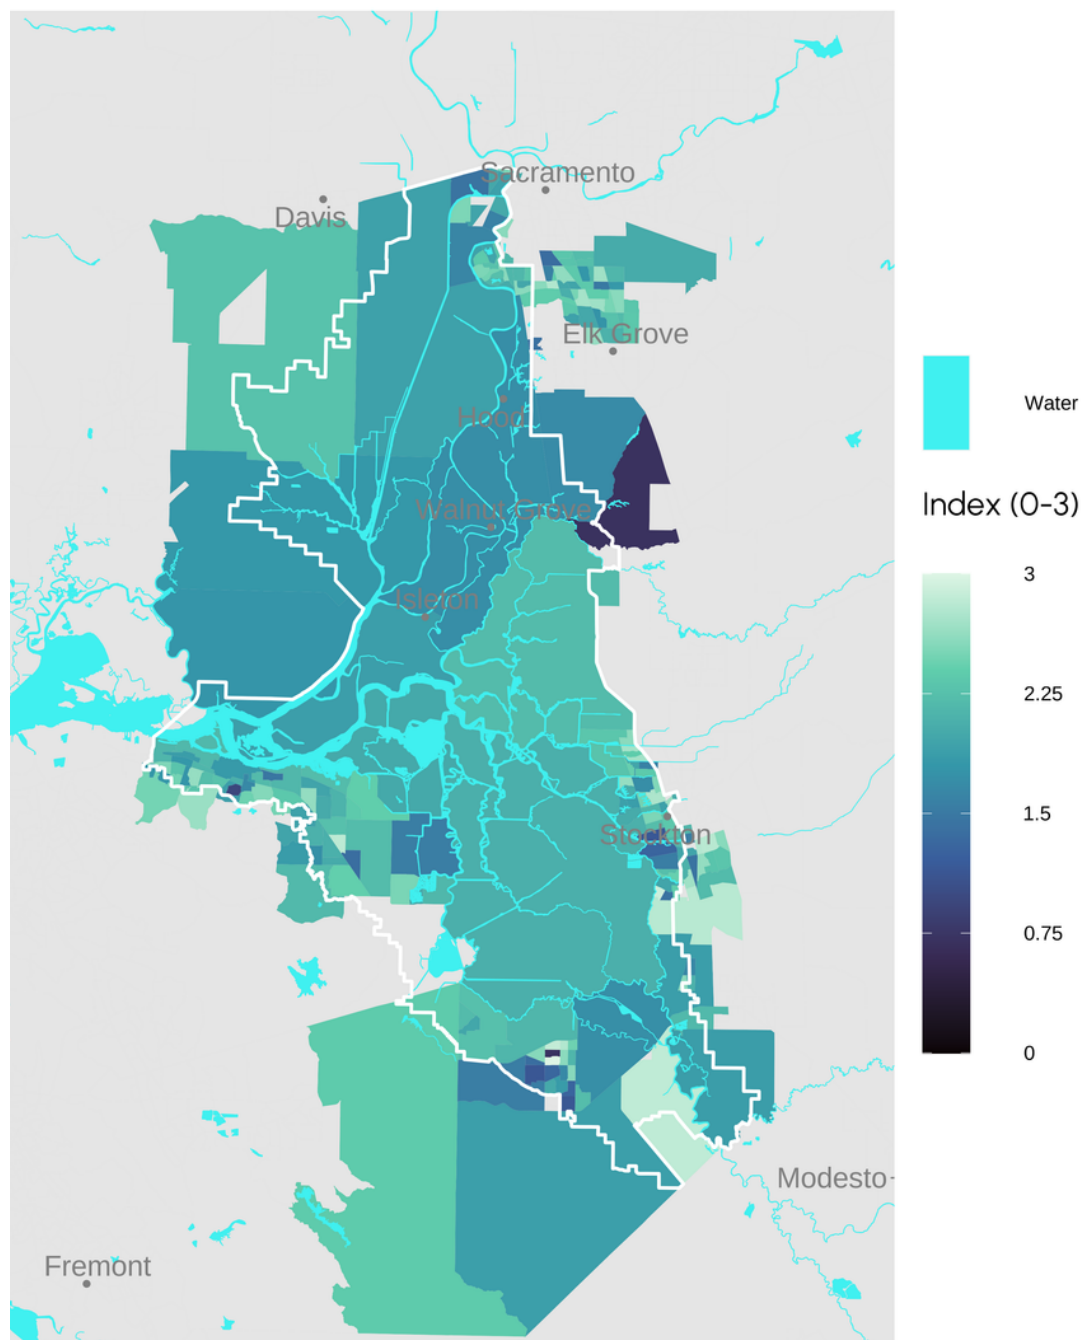 Sacramento
Davis
Elk Grove
Hood
Walnut Grove
Isleton
Stockton
Modesto
Fremont
Water
Index (0-3)
3
2.25
1.5
0.75
0